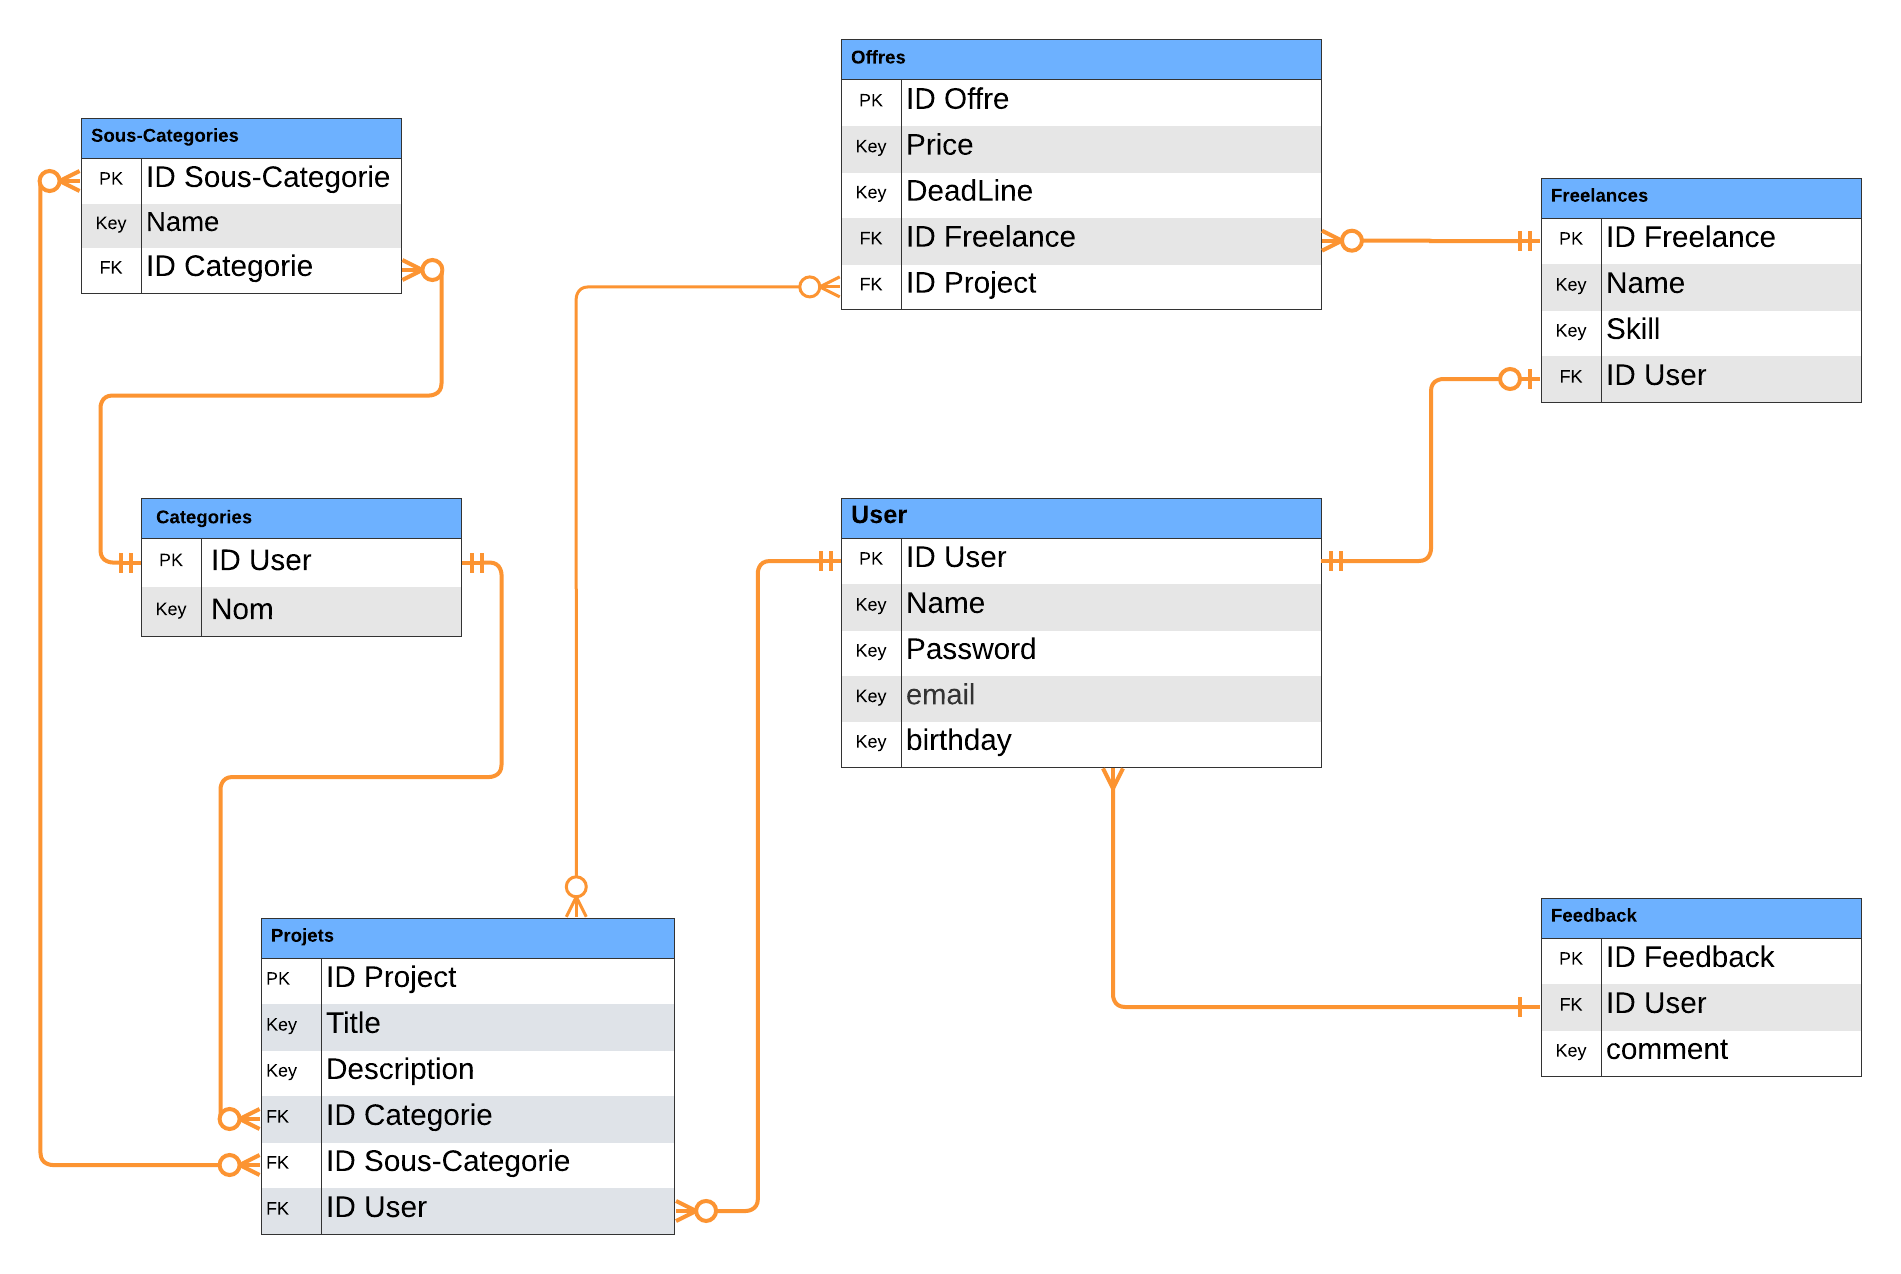 Offres
PK ID Offre
Key Price
Key DeadLine
FK ID Freelance
FK ID Project
Sous-Categories
PK ID Sous-Categorie
Key Name
FK ID Categorie
Freelances
PK ID Freelance
Key Name
Key Skill
FK ID User
Categories
PK ID User
Key Nom
User
PK ID User
Key Name
Key Password
Key email
Key birthday
Projets
PK ID Project
Key Title
Key Description
FK ID Categorie
FK ID Sous-Categorie
FK ID User
Feedback
PK ID Feedback
FK ID User
Key comment